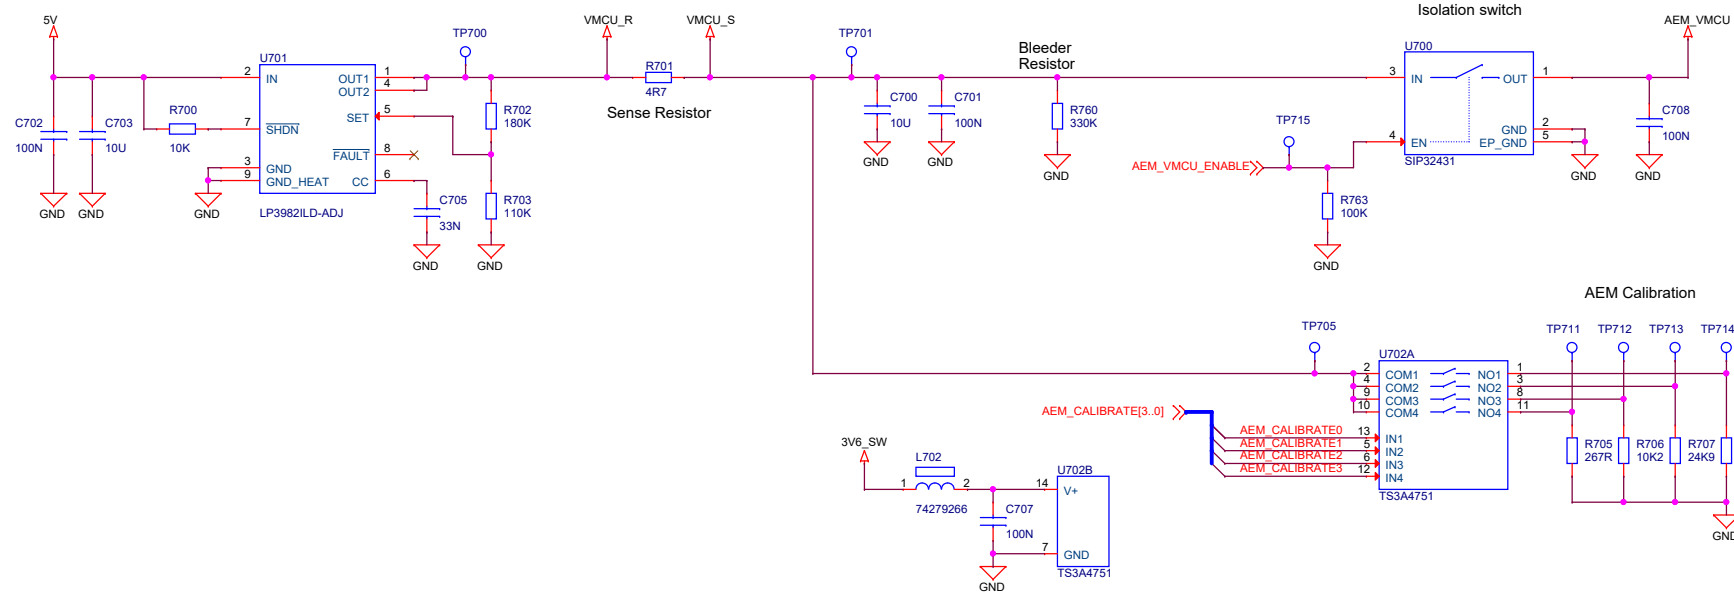 Isolation switch
5V
VMCU_R
VMCU_S
AEM_VMCU
TP700
TP701
Bleeder
Resistor
U701
2
IN
OUT1
1
OUT2
4
SET
5
R700
10K
7
SHDN
FAULT
8
3
GND
9
GND_HEAT
CC
6
LP3982ILD-ADJ
C702
100N
C703
10U
GND
GND
GND
C705
33N
GND
R702
180K
R703
110K
GND
R701
4R7
Sense Resistor
C700
10U
GND
C701
100N
GND
R760
330K
GND
U700
3
IN
OUT
1
TP715
AEM_VMCU_ENABLE
4
EN
GND
2
EP_GND
5
SIP32431
GND
C708
100N
GND
R763
100K
GND
AEM Calibration
TP705
TP711
TP712
TP713
TP714
U702A
2
COM1
NO1
1
4
COM2
NO2
3
9
COM3
NO3
8
10
COM4
NO4
11
AEM_CALIBRATE[3..0]
AEM_CALIBRATE0
13
IN1
AEM_CALIBRATE1
5
IN2
AEM_CALIBRATE2
6
IN3
AEM_CALIBRATE3
12
IN4
TS3A4751
R705
267R
R706
10K2
R707
24K9
GND
3V6_SW
L702
1
2
74279266
C707
100N
GND
U702B
14
V+
7
GND
TS3A4751